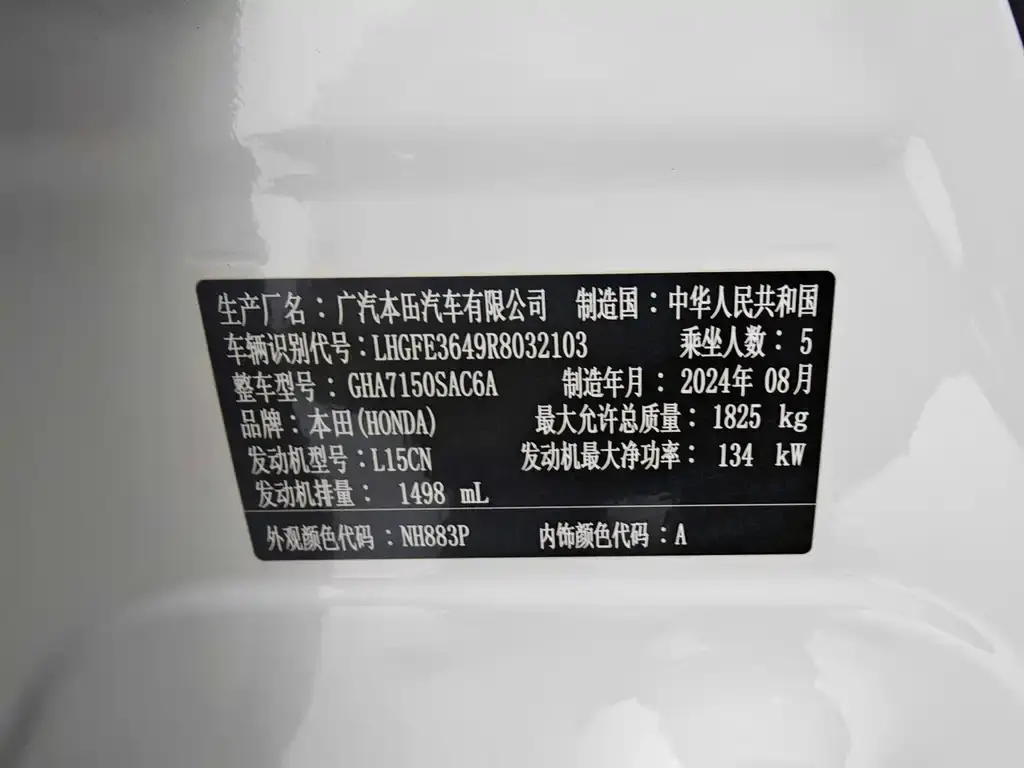 生产厂名：广汽本田汽车有限公司 制造国：中华人民共和国
车辆识别代号：LHGFE3649R8032103 乘坐人数：5
整车型号：GHA7150SAC6A 制造年月：2024年08月
品牌：本田(HONDA) 最大允许总质量：1825 kg
发动机型号：L15CN 发动机最大净功率：134 kW
发动机排量：1498 mL
外观颜色代码：NH883P 内饰颜色代码：A